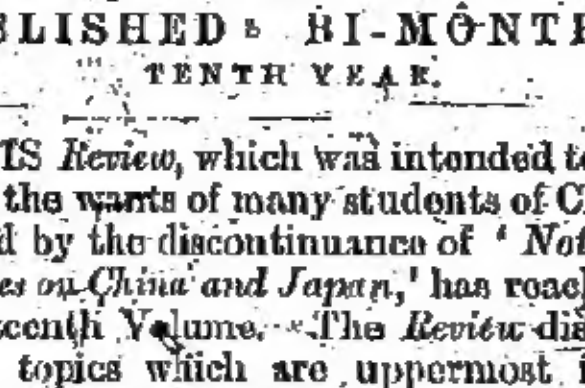 BLISHED BI-MONTH
TENTH YEAR.
IS Review, which was intended to
the wants of many students of C
d by the discontinuance of ' Not
es on China and Japan,' has reac
centh Volume. The Review dis
topics which are uppermost